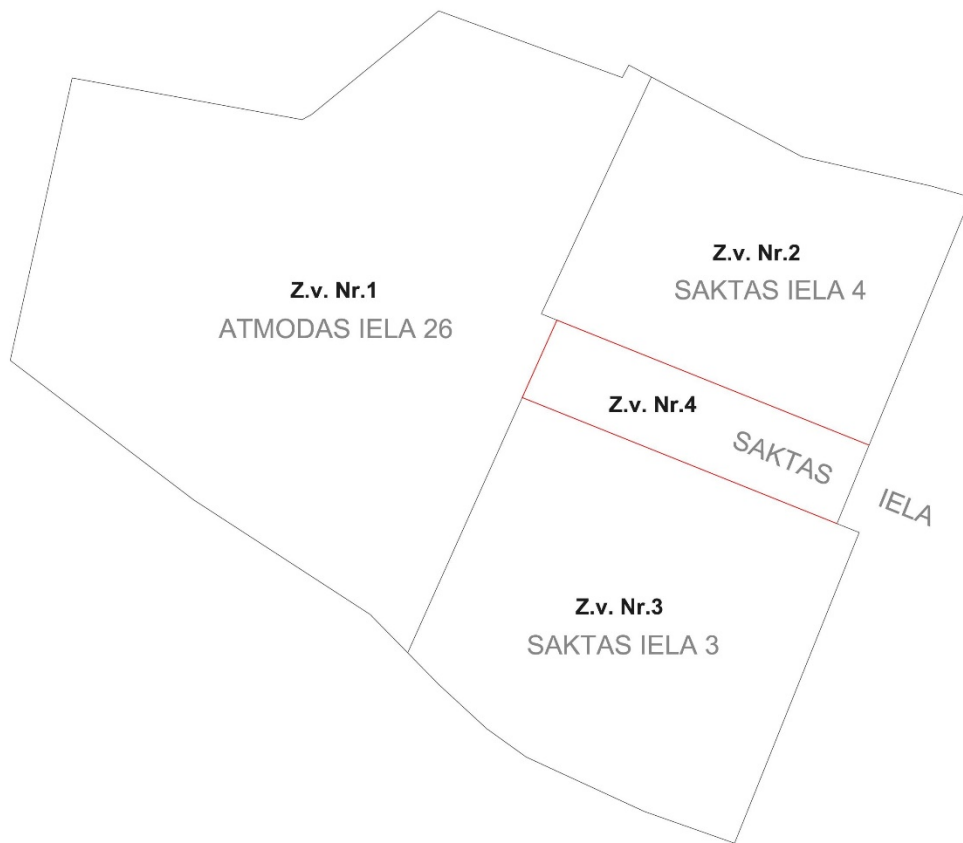 Z.v. Nr.1
ATMODAS IELA 26
Z.v. Nr.2
SAKTAS IELA 4
Z.v. Nr.4
SAKTAS IELA
Z.v. Nr.3
SAKTAS IELA 3